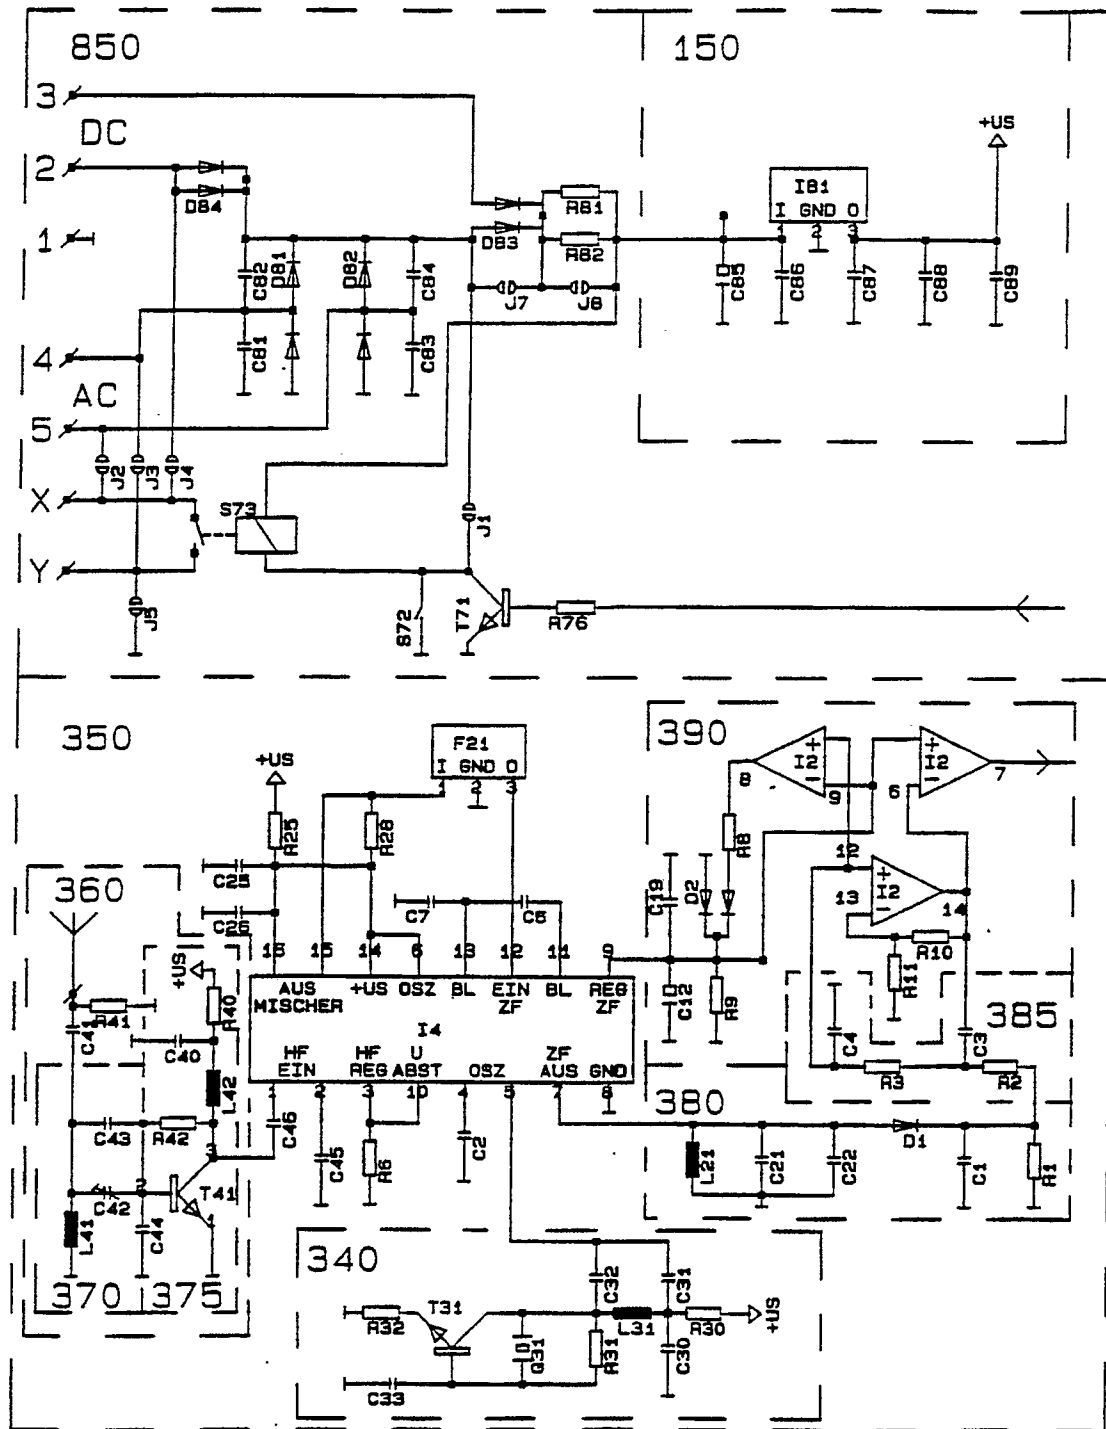 850
150
3
DC
2
D84
1
+US
I81
I GND O
1 2 3
R81
D83
R82
C82
D81
D82
C84
J7
J8
C85
C86
C87
C88
C89
4
C81
C83
AC
5
J2
J3
J4
X
S73
J1
Y
J5
S72
T71
R76
350
390
F21
I GND O
1 2 3
+US
R25
R28
8
+
I2
-
9
+
I2
-
6
7
R8
10
13
+
I2
-
14
360
C25
C26
C7
C5
C19
D2
R10
R11
385
16 15 14 6 13 12 11 9
+US
R40
R41
C41
C40
AUS
MISCHER
+US OSZ BL EIN
ZF
BL REG
ZF
I4
HF
EIN
HF
REG
U
ABST
OSZ
ZF
AUS
GND
1 2 3 10 4 5 7 8
C12
R9
C4
C3
R3
R2
380
L42
C43
R42
C46
C45
R6
C2
L21
C21
C22
D1
C1
R1
3
2
C42
T41
1
L41
C44
370
375
340
C32
C31
R32
T31
L31
R30
+US
Q31
R31
C30
C33